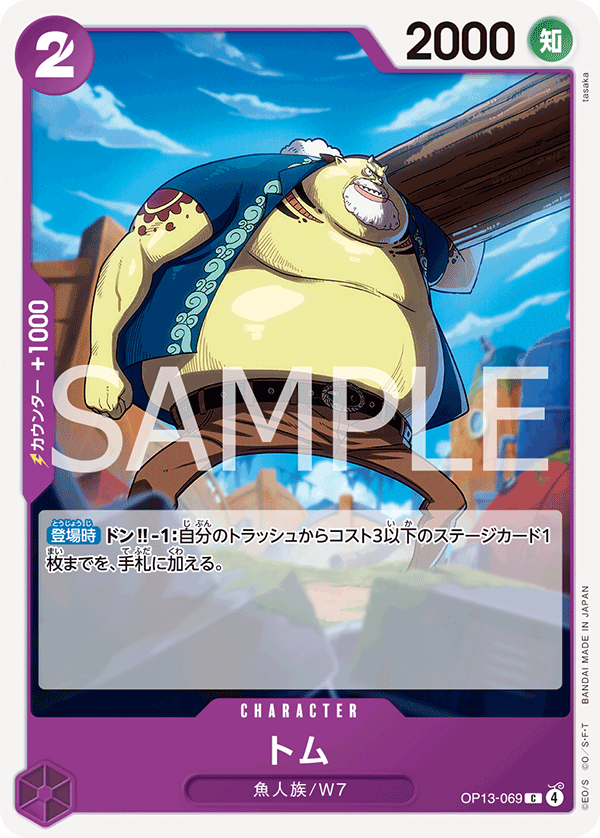 2
2000 知
tasaka
カウンター +1000
SAMPLE
登場時 ドン!!-1:自分のトラッシュからコスト3以下のステージカード1
枚までを、手札に加える。
CHARACTER
トム
魚人族/W7
OP13-069 C 4
©E.O/S ©O/S・F・T BANDAI MADE IN JAPAN